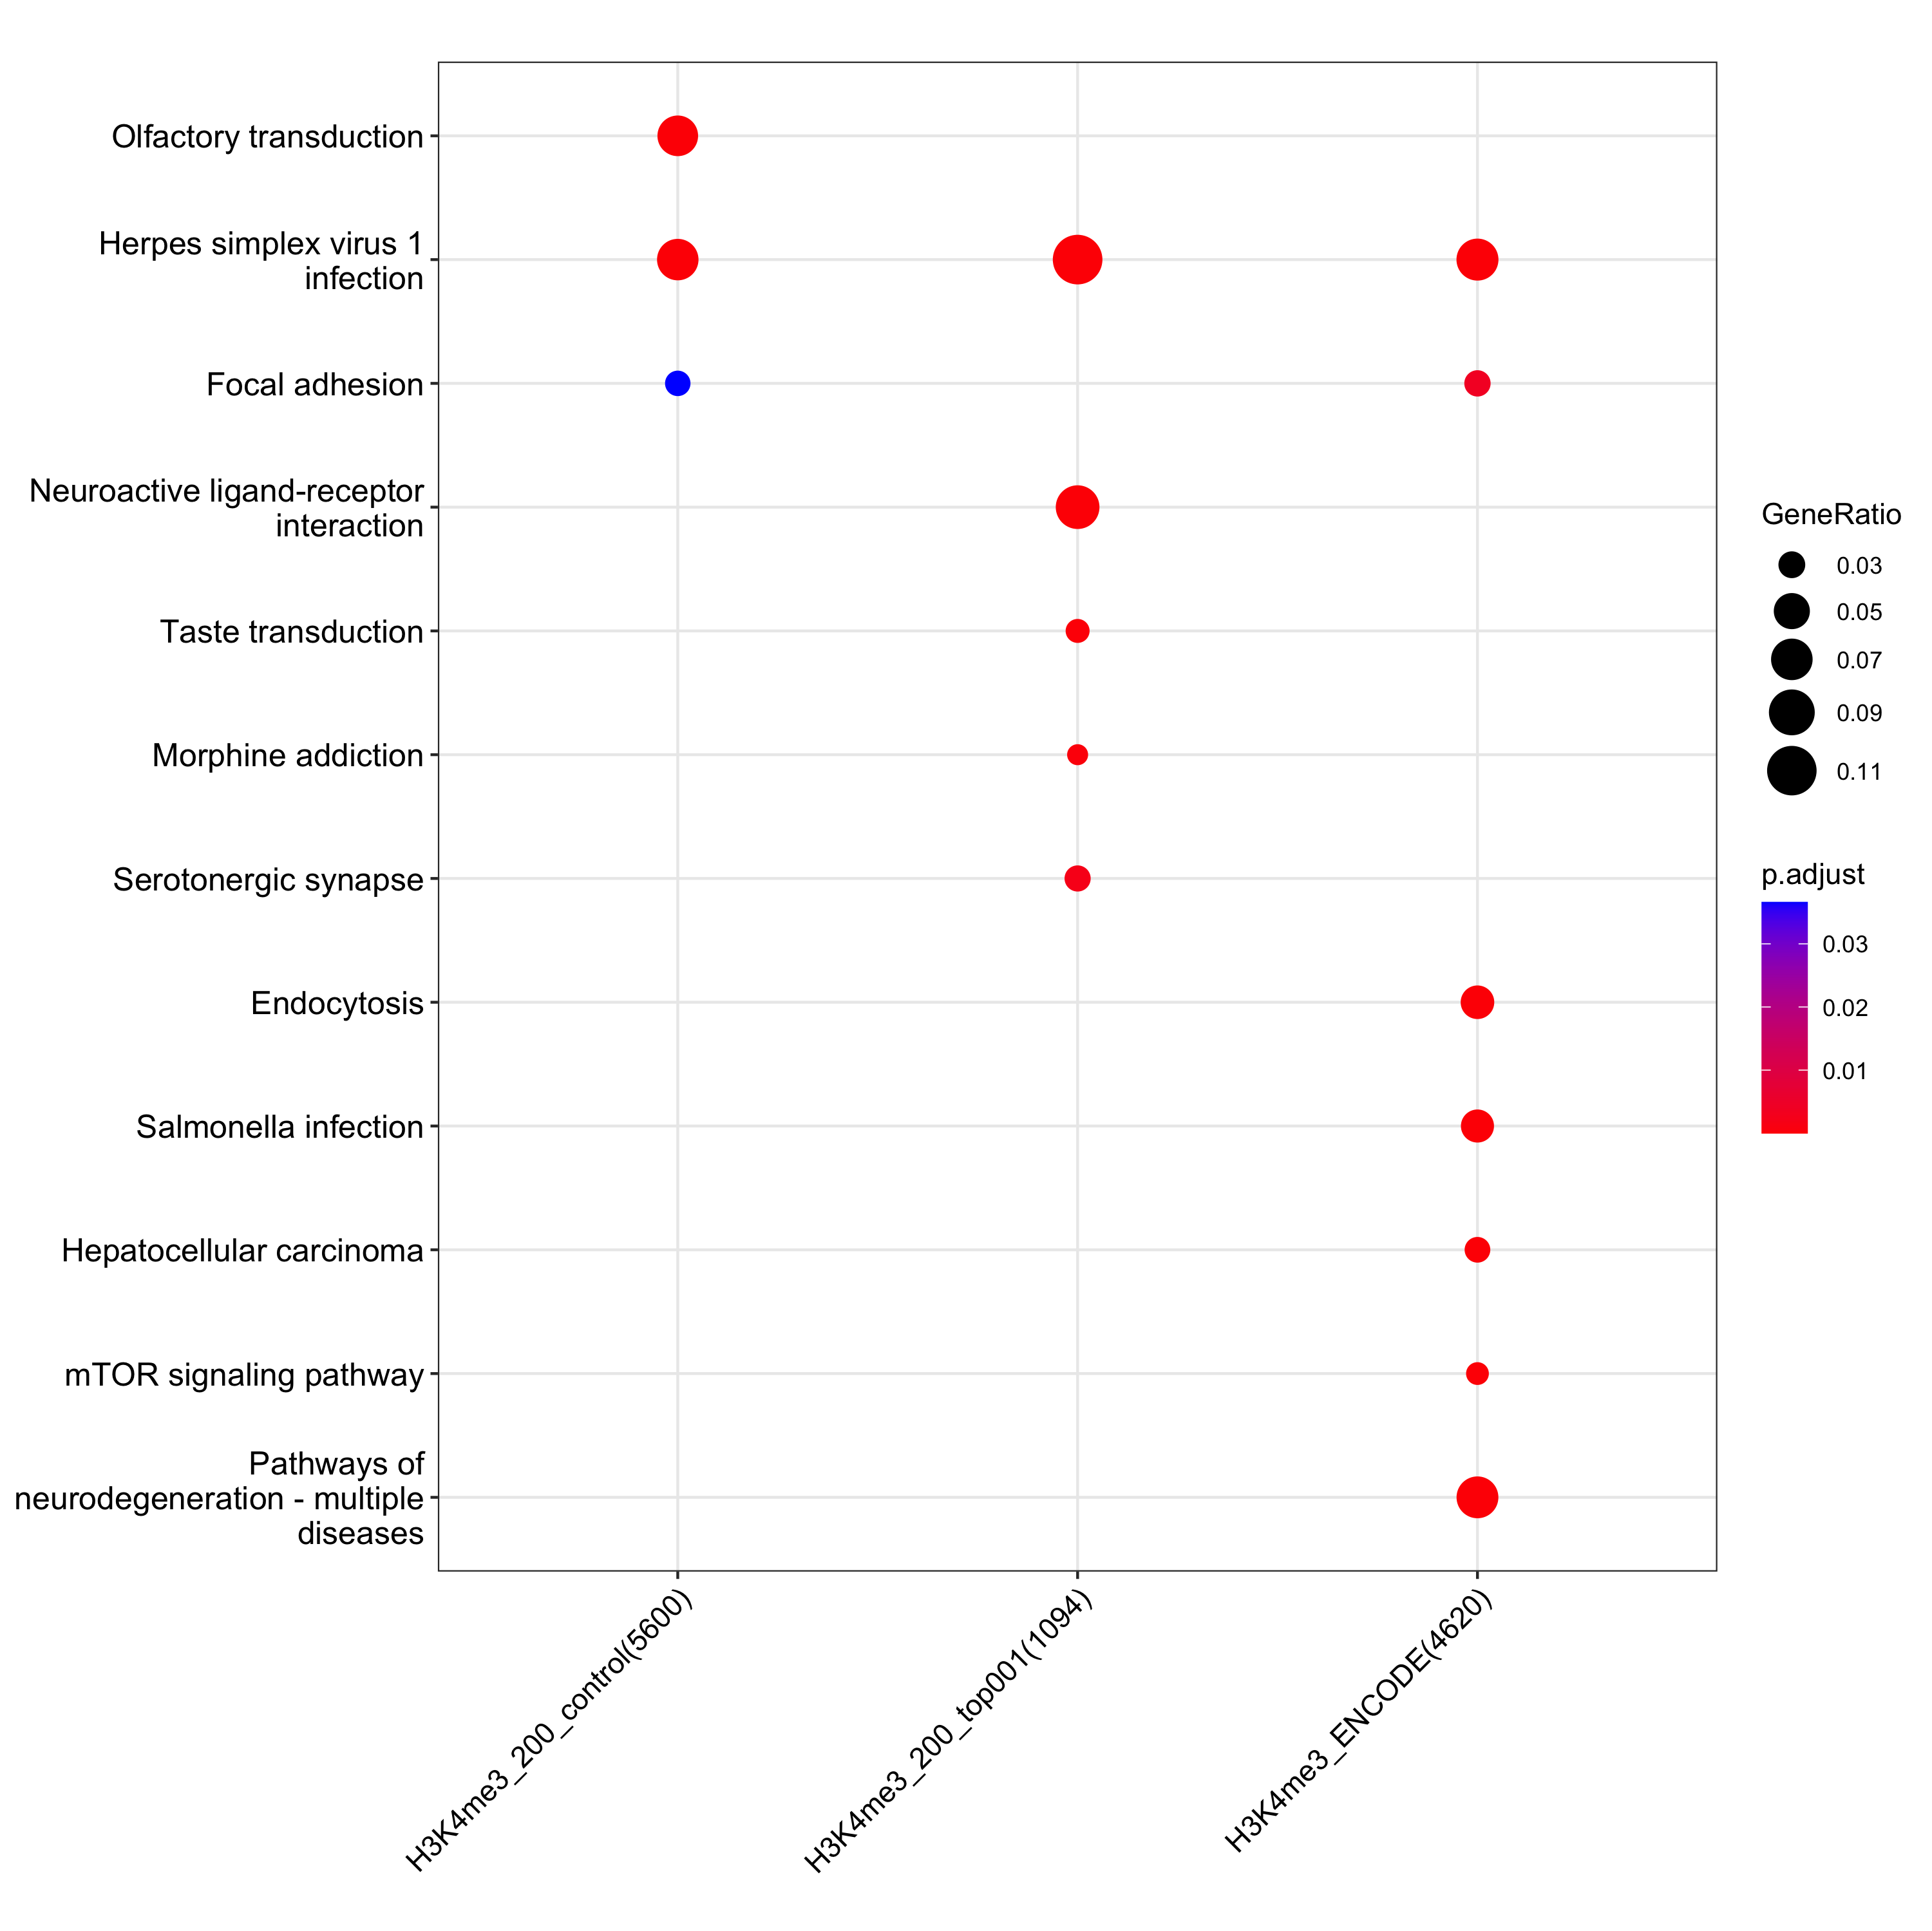 Olfactory transduction
Herpes simplex virus 1
infection
Focal adhesion
Neuroactive ligand-receptor
interaction
Taste transduction
Morphine addiction
Serotonergic synapse
Endocytosis
Salmonella infection
Hepatocellular carcinoma
mTOR signaling pathway
Pathways of
neurodegeneration - multiple
diseases
H3K4me3_200_control(5600)
H3K4me3_200_top001(1094)
H3K4me3_ENCODE(4620)
GeneRatio
0.03
0.05
0.07
0.09
0.11
p.adjust
0.03
0.02
0.01